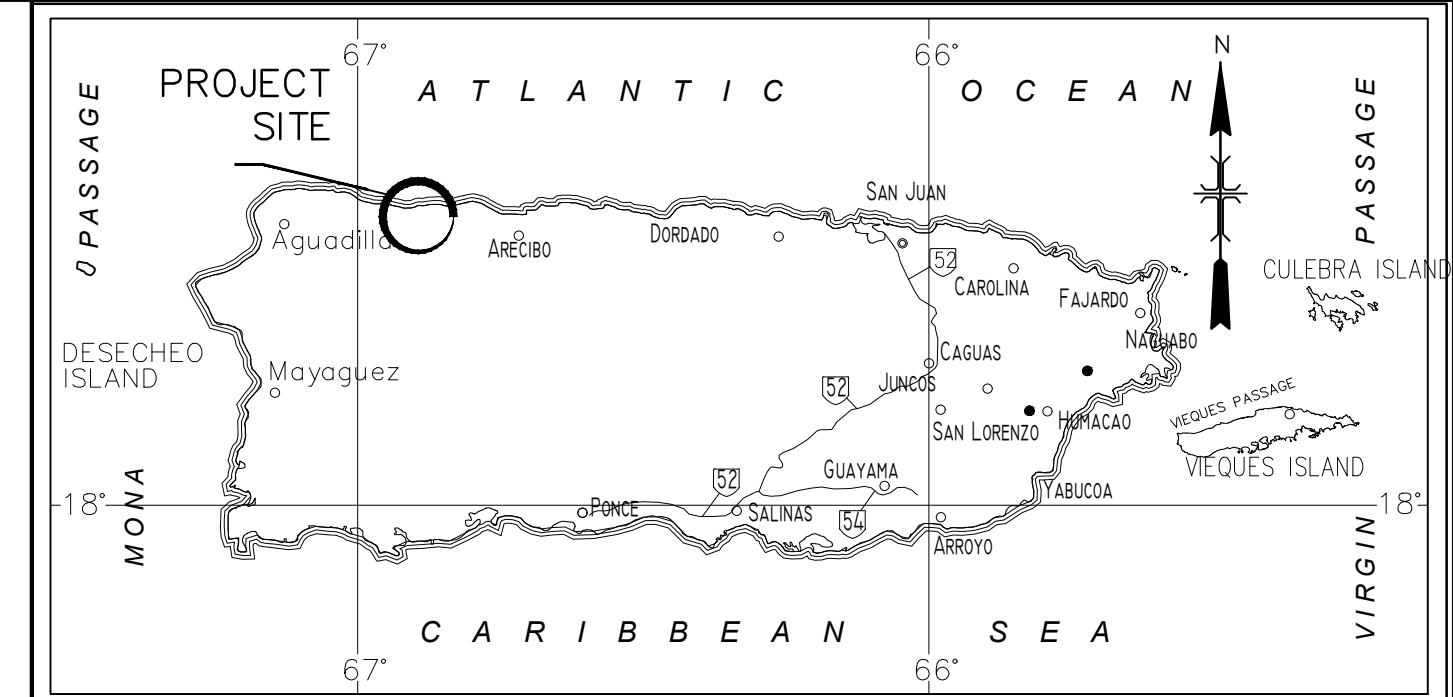 67°
66°
N
PROJECT
SITE
ATLANTIC OCEAN
PASSAGE
PASSAGE
SAN JUAN
Aguadilla
ARECIBO
DORDADO
52
CAROLINA
FAJARDO
CULEBRA ISLAND
NAGUABO
DESECHEO
ISLAND
Mayaguez
CAGUAS
JUNCOS
52
SAN LORENZO
HUMACAO
VIEQUES PASSAGE
VIEQUES ISLAND
GUAYAMA
52
54
YABUCOA
18°
18°
PONCE
SALINAS
ARROYO
MONA
VIRGIN
CARIBBEAN SEA
67°
66°